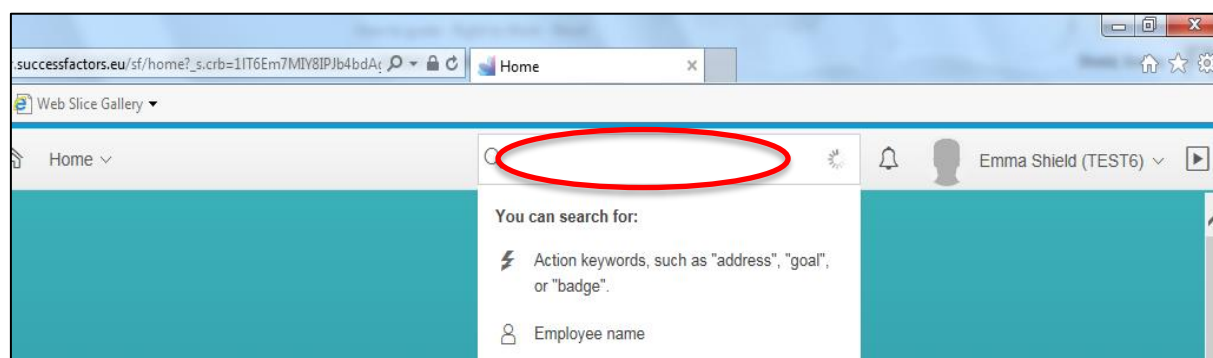 .successfactors.eu/sf/home?_s.crb=1IT6Em7MIY8IPJb4bdA
Home
Web Slice Gallery
Home
Emma Shield (TEST6)
You can search for:
Action keywords, such as "address", "goal",
or "badge".
Employee name